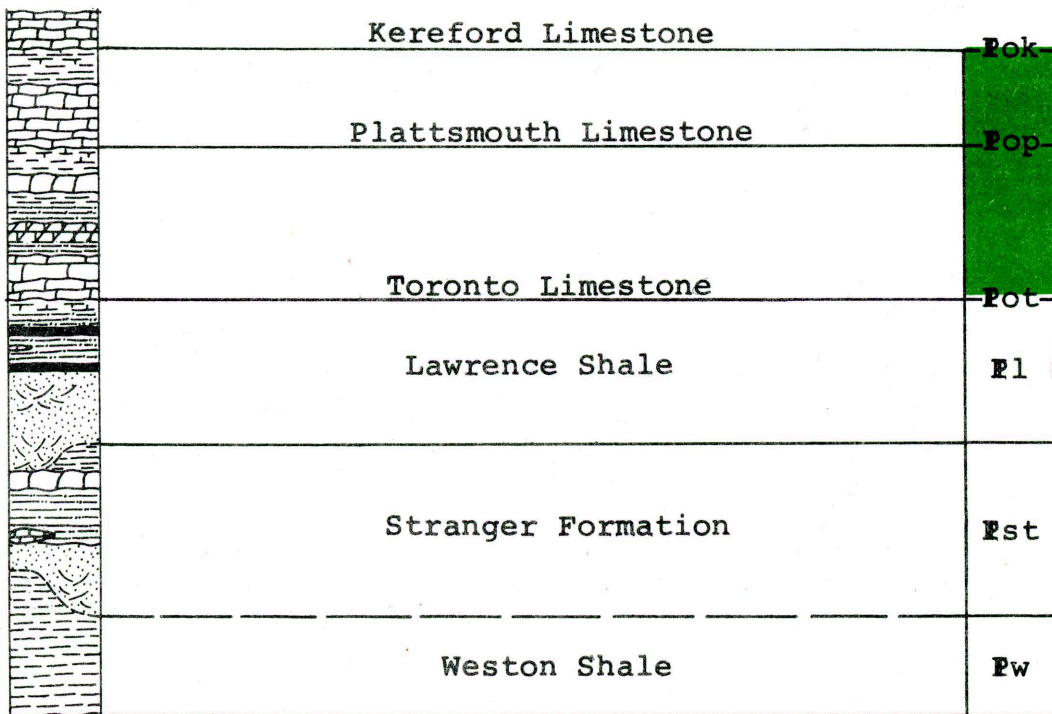 Kereford Limestone
ℙok
Plattsmouth Limestone
ℙop
Toronto Limestone
ℙot
Lawrence Shale
ℙl
Stranger Formation
ℙst
Weston Shale
ℙw